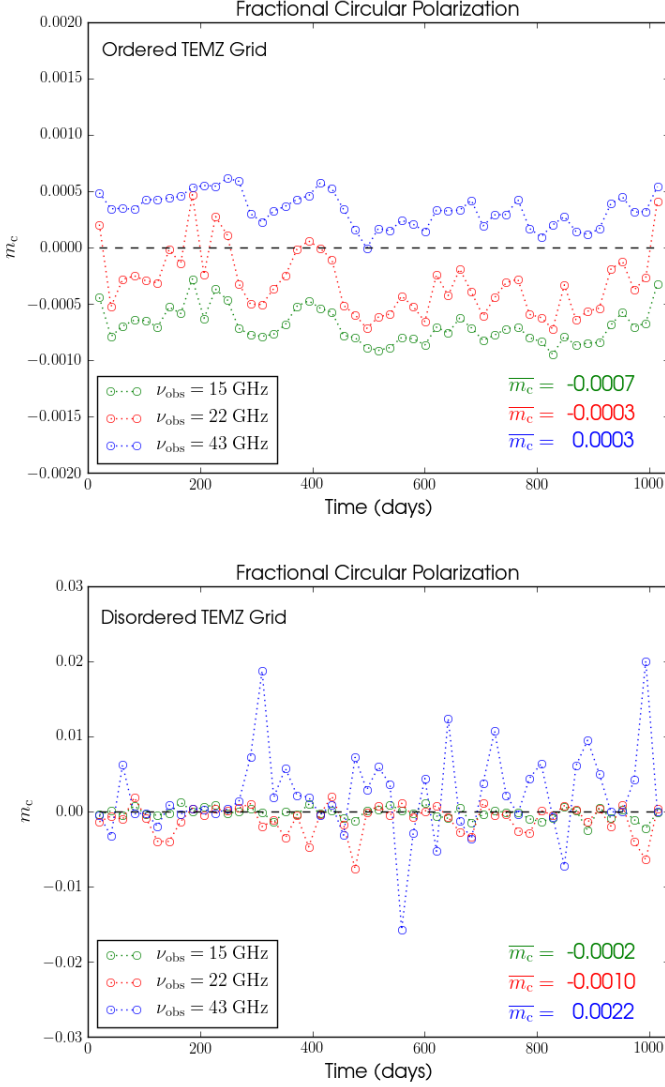 Fractional Circular Polarization
Ordered TEMZ Grid
0.0020
0.0015
0.0010
0.0005
0.0000
−0.0005
−0.0010
−0.0015
−0.0020
m_c
ν_obs = 15 GHz
ν_obs = 22 GHz
ν_obs = 43 GHz
m̅_c̅ = -0.0007
m̅_c̅ = -0.0003
m̅_c̅ = 0.0003
0 200 400 600 800 1000
Time (days)
Fractional Circular Polarization
Disordered TEMZ Grid
0.03
0.02
0.01
0.00
−0.01
−0.02
−0.03
m_c
ν_obs = 15 GHz
ν_obs = 22 GHz
ν_obs = 43 GHz
m̅_c̅ = -0.0002
m̅_c̅ = -0.0010
m̅_c̅ = 0.0022
0 200 400 600 800 1000
Time (days)